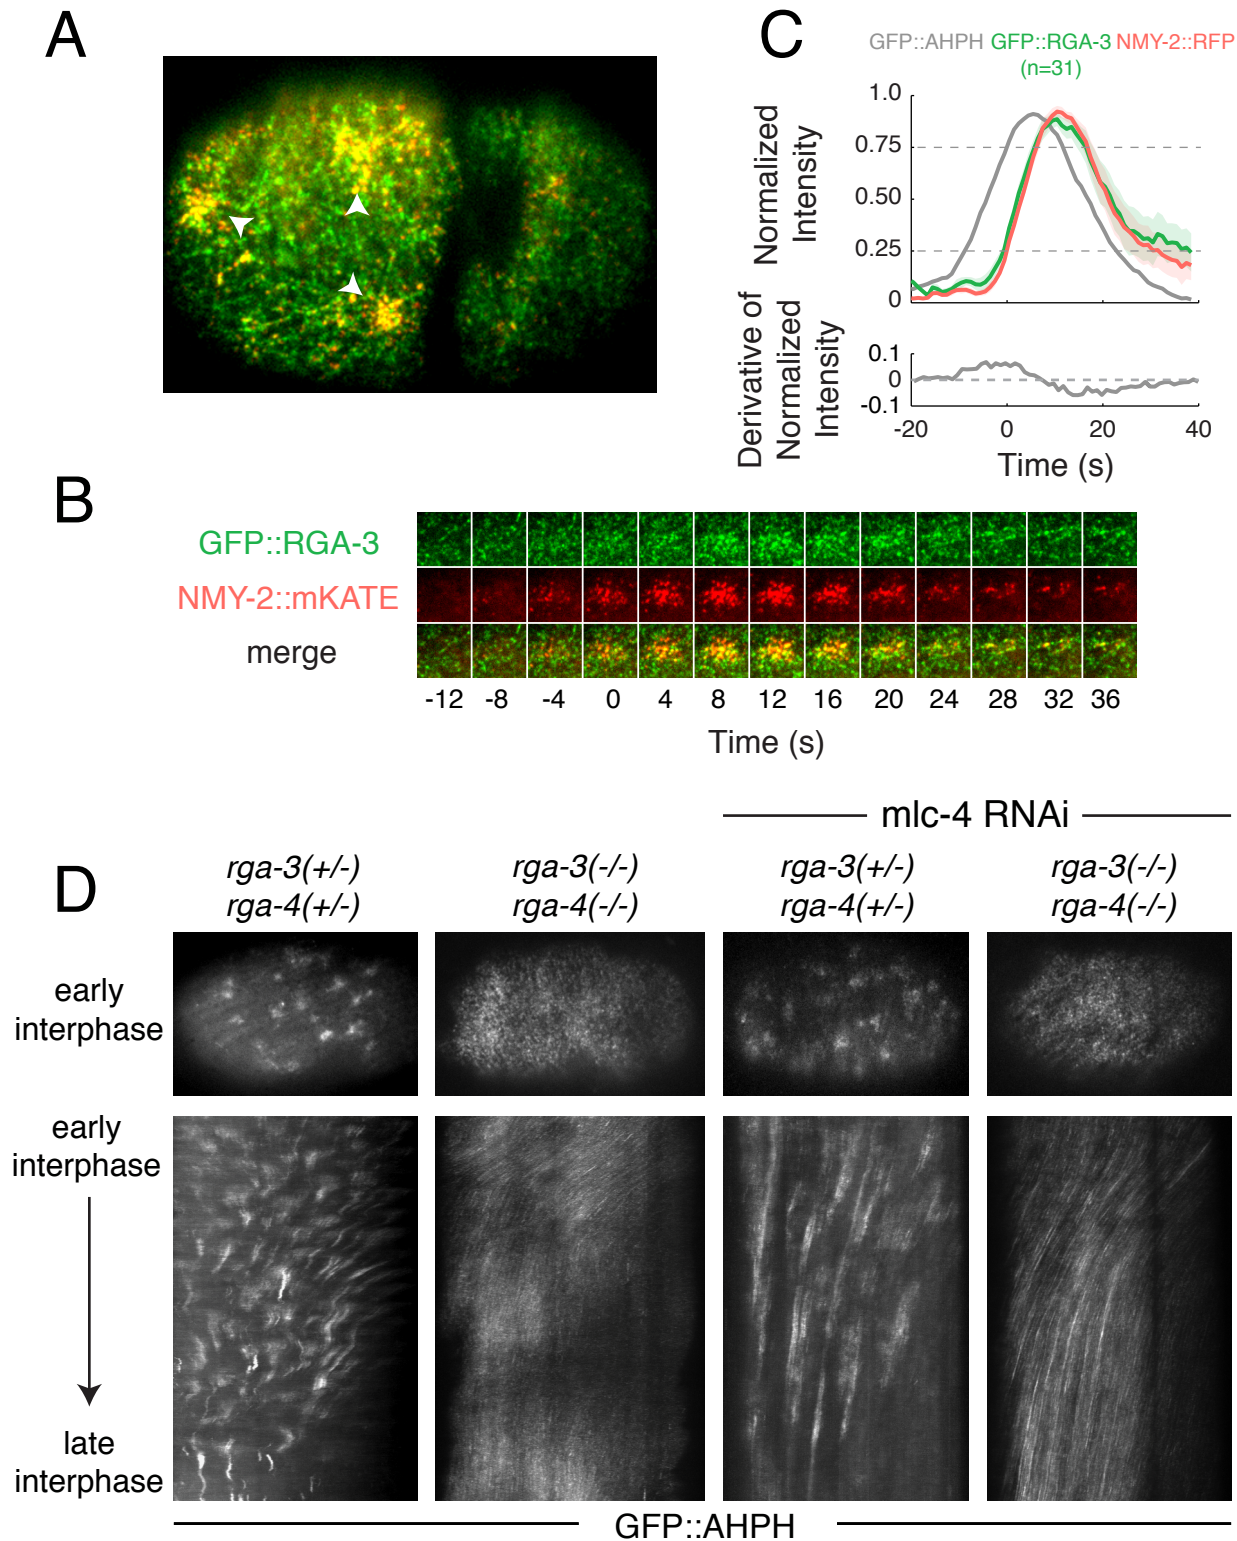 A
C
GFP::AHPH GFP::RGA-3 NMY-2::RFP
(n=31)
Normalized
Intensity
1.0
0.75
0.50
0.25
0
Derivative of
Normalized
Intensity
0.1
0
-0.1
-20 0 20 40
Time (s)
B
GFP::RGA-3
NMY-2::mKATE
merge
-12 -8 -4 0 4 8 12 16 20 24 28 32 36
Time (s)
mlc-4 RNAi
D
rga-3(+/-) rga-3(-/-) rga-3(+/-) rga-3(-/-)
rga-4(+/-) rga-4(-/-) rga-4(+/-) rga-4(-/-)
early
interphase
early
interphase
late
interphase
GFP::AHPH